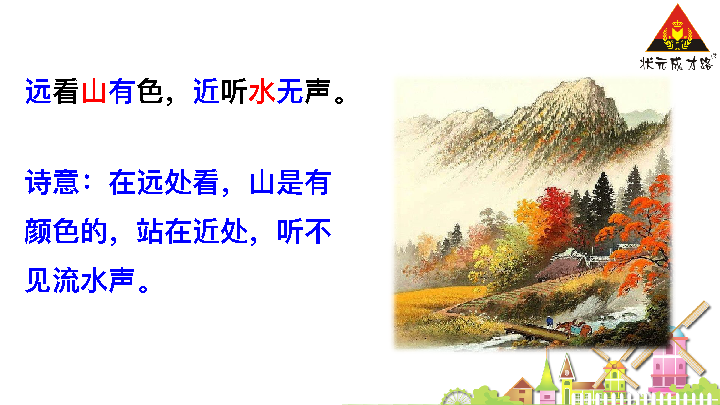 状元成才路
远看山有色，近听水无声。
诗意：在远处看，山是有
颜色的，站在近处，听不
见流水声。